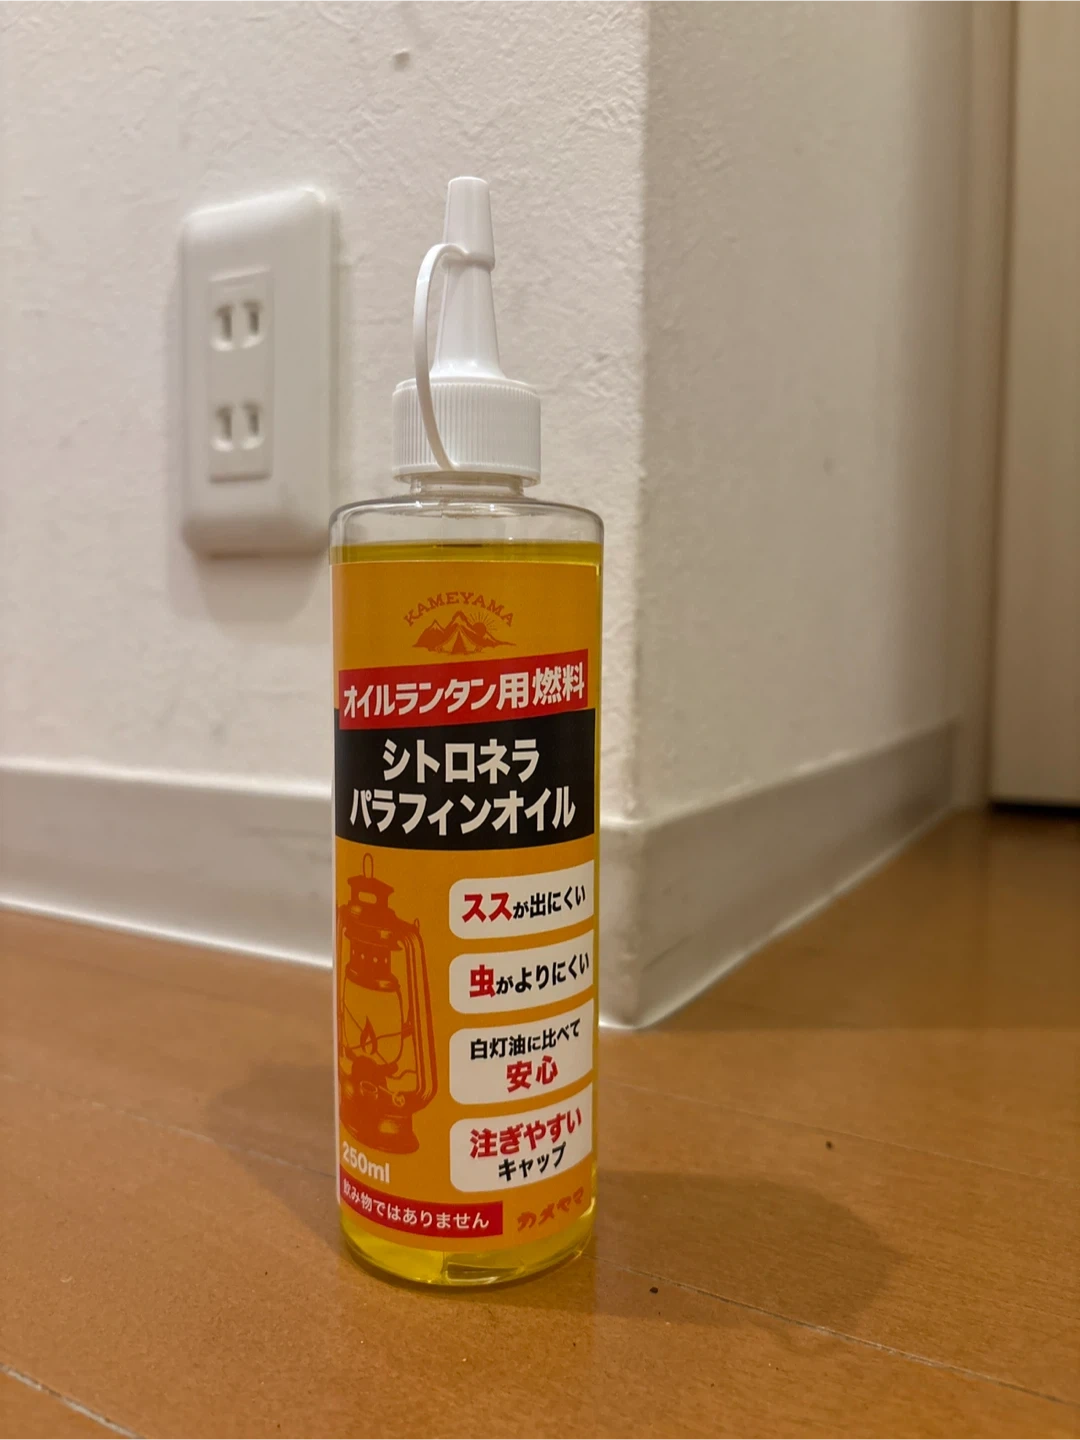 KAMEYAMA
オイルランタン用燃料
シトロネラ
パラフィンオイル
ススが出にくい
虫がよりにくい
白灯油に比べて
安心
注ぎやすい
キャップ
250ml
飲み物ではありません
カメヤマ